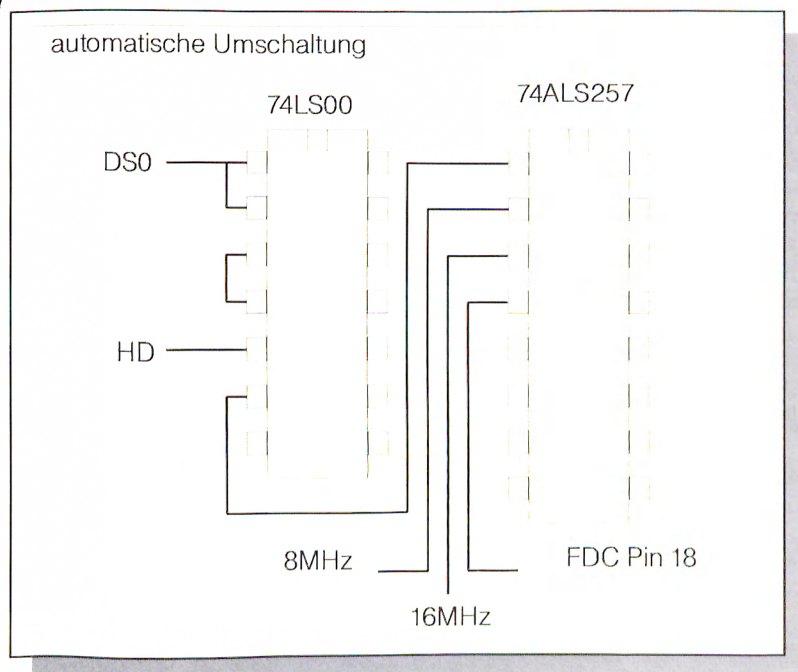 automatische Umschaltung
74LS00
74ALS257
DS0
HD
8MHz
FDC Pin 18
16MHz